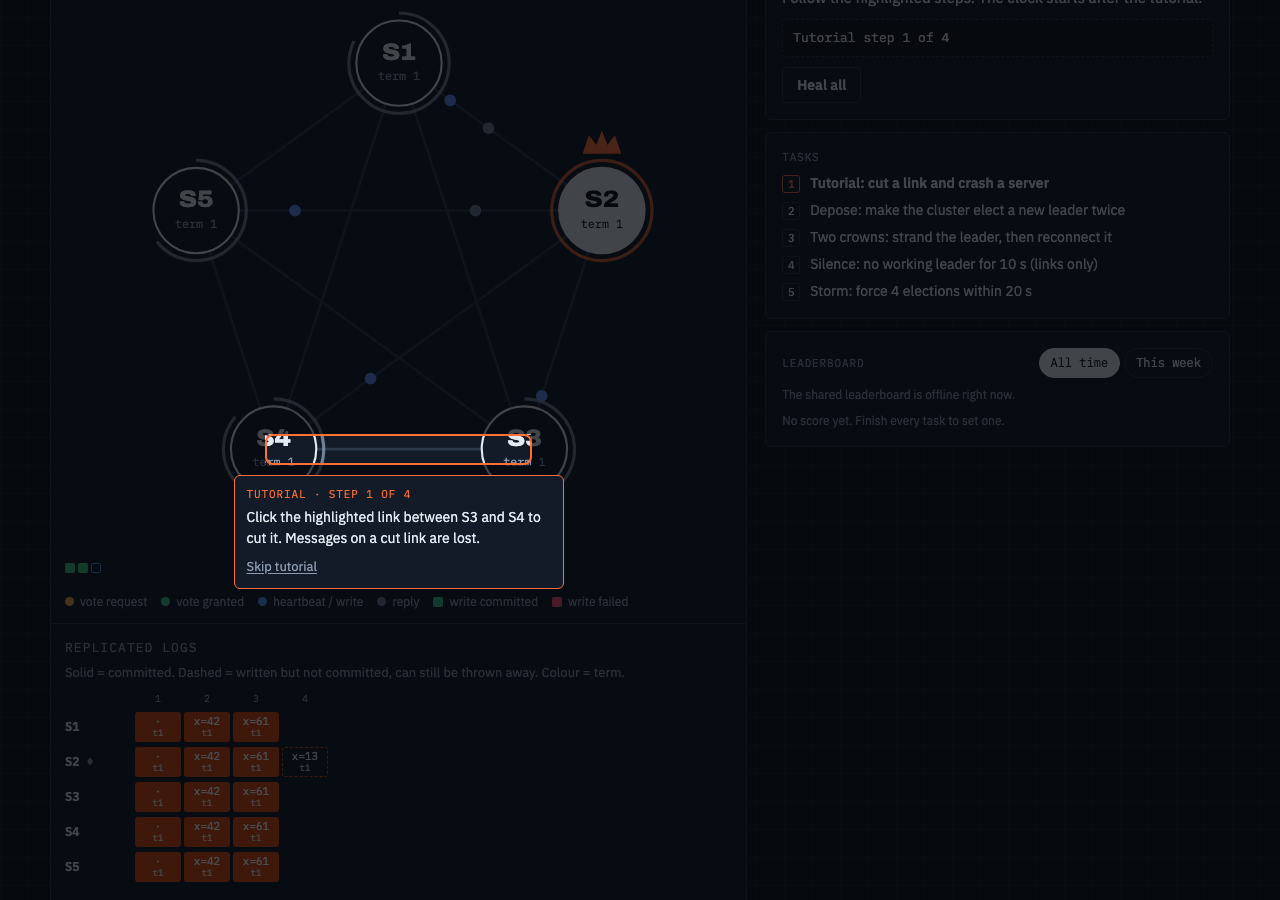 Follow the highlighted steps. The clock starts after the tutorial.
Tutorial step 1 of 4
Heal all
S1
term 1
S5
term 1
S2
term 1
S4
term 1
S3
term 1
TUTORIAL · STEP 1 OF 4
Click the highlighted link between S3 and S4 to
cut it. Messages on a cut link are lost.
Skip tutorial
vote request
vote granted
heartbeat / write
reply
write committed
write failed
TASKS
1 Tutorial: cut a link and crash a server
2 Depose: make the cluster elect a new leader twice
3 Two crowns: strand the leader, then reconnect it
4 Silence: no working leader for 10 s (links only)
5 Storm: force 4 elections within 20 s
LEADERBOARD
All time
This week
The shared leaderboard is offline right now.
No score yet. Finish every task to set one.
REPLICATED LOGS
Solid = committed. Dashed = written but not committed, can still be thrown away. Colour = term.
1 2 3 4
S1 · x=42 x=61
t1 t1 t1
S2 ♦ · x=42 x=61 x=13
t1 t1 t1 t1
S3 · x=42 x=61
t1 t1 t1
S4 · x=42 x=61
t1 t1 t1
S5 · x=42 x=61
t1 t1 t1